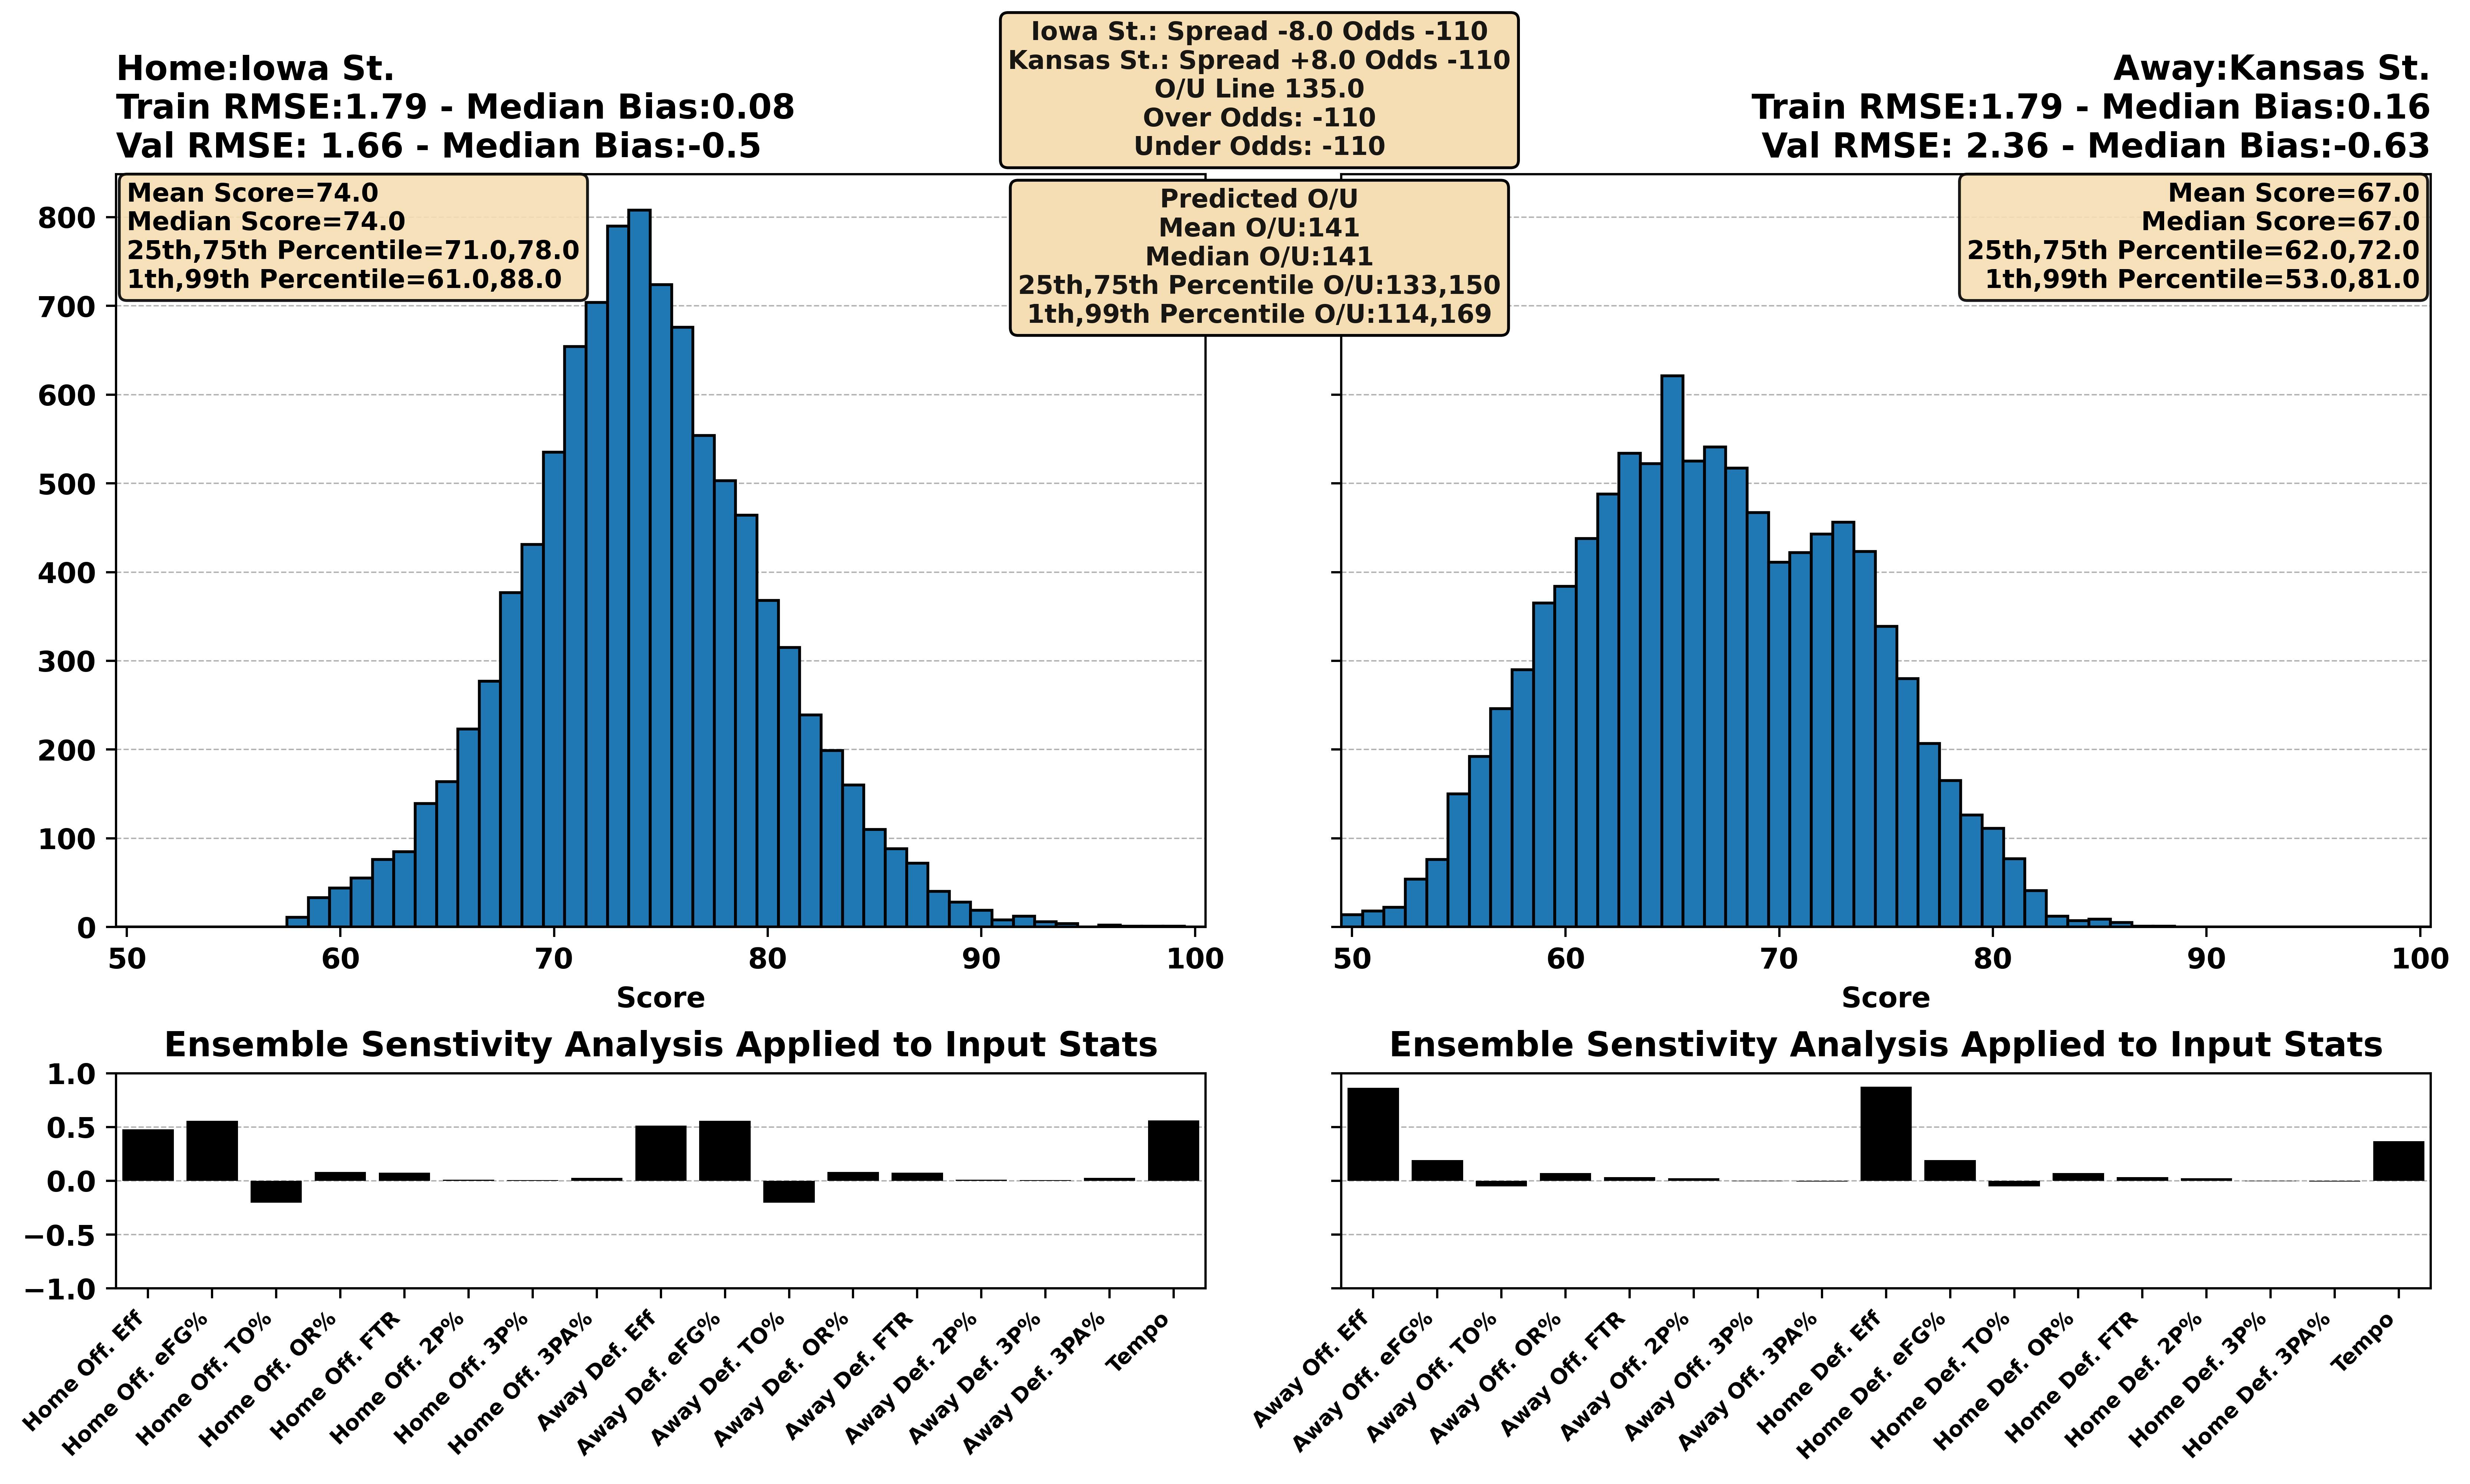 Iowa St.: Spread -8.0 Odds -110
Kansas St.: Spread +8.0 Odds -110
O/U Line 135.0
Over Odds: -110
Under Odds: -110
Home:Iowa St.
Train RMSE:1.79 - Median Bias:0.08
Val RMSE: 1.66 - Median Bias:-0.5
Away:Kansas St.
Train RMSE:1.79 - Median Bias:0.16
Val RMSE: 2.36 - Median Bias:-0.63
Mean Score=74.0
Median Score=74.0
25th,75th Percentile=71.0,78.0
1th,99th Percentile=61.0,88.0
Predicted O/U
Mean O/U:141
Median O/U:141
25th,75th Percentile O/U:133,150
1th,99th Percentile O/U:114,169
Mean Score=67.0
Median Score=67.0
25th,75th Percentile=62.0,72.0
1th,99th Percentile=53.0,81.0
800
700
600
500
400
300
200
100
0
50 60 70 80 90 100
Score
50 60 70 80 90 100
Score
Ensemble Senstivity Analysis Applied to Input Stats
Ensemble Senstivity Analysis Applied to Input Stats
1.0
0.5
0.0
−0.5
−1.0
Home Off. Eff
Home Off. eFG%
Home Off. TO%
Home Off. OR%
Home Off. FTR
Home Off. 2P%
Home Off. 3P%
Home Off. 3PA%
Away Def. Eff
Away Def. eFG%
Away Def. TO%
Away Def. OR%
Away Def. FTR
Away Def. 2P%
Away Def. 3P%
Away Def. 3PA%
Tempo
Away Off. Eff
Away Off. eFG%
Away Off. TO%
Away Off. OR%
Away Off. FTR
Away Off. 2P%
Away Off. 3P%
Away Off. 3PA%
Home Def. Eff
Home Def. eFG%
Home Def. TO%
Home Def. OR%
Home Def. FTR
Home Def. 2P%
Home Def. 3P%
Home Def. 3PA%
Tempo